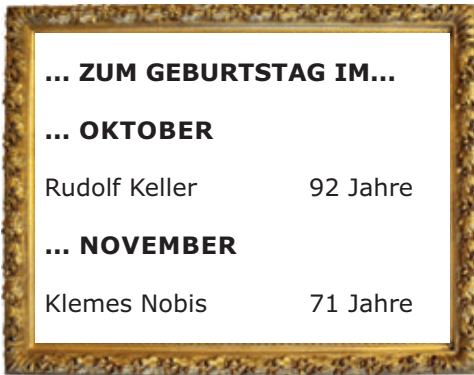 ... ZUM GEBURTSTAG IM...
... OKTOBER
Rudolf Keller 92 Jahre
... NOVEMBER
Klemes Nobis 71 Jahre